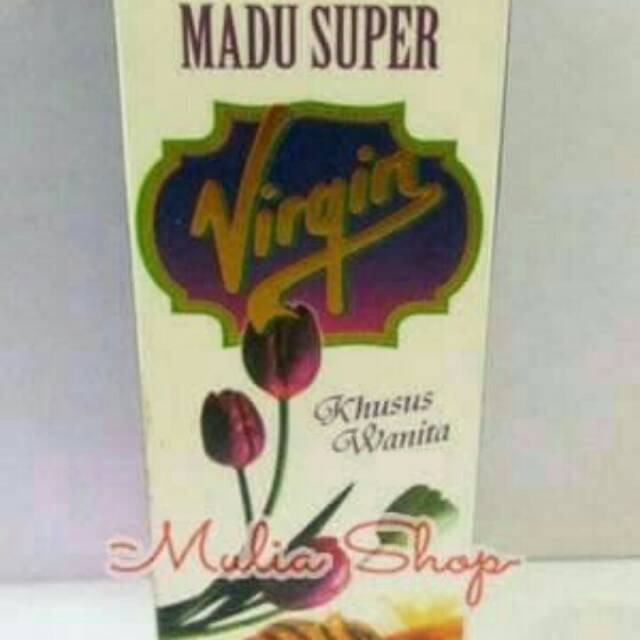 MADU SUPER
Virgin
Khusus
Wanita
Mulia Shop